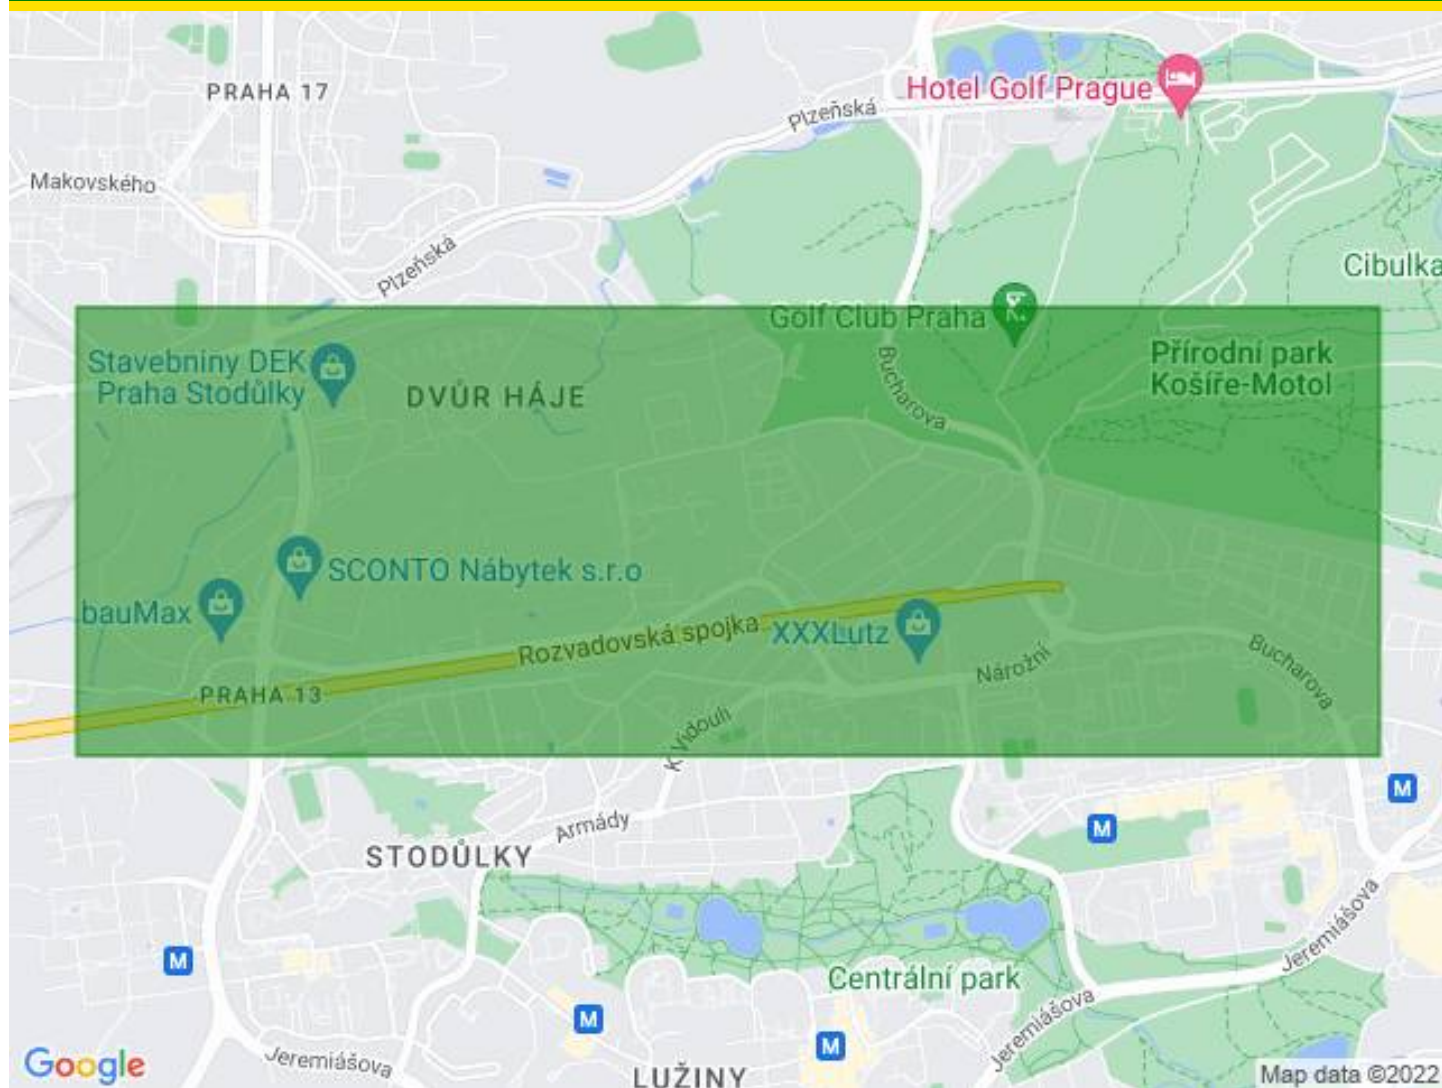 PRAHA 17
Hotel Golf Prague
Plzeňská
Makovského
Plzeňská
Cibulka
Golf Club Praha
Stavebniny DEK
Praha Stodůlky
DVŮR HÁJE
Bucharova
Přírodní park
Košíře-Motol
SCONTO Nábytek s.r.o
bauMax
Rozvadovská spojka
XXXLutz
Nárožní
Bucharova
PRAHA 13
K Vidouli
M
Armády
M
STODŮLKY
M
Centrální park
Jeremiášova
M
Jeremiášova
M
Jeremiášova
Google
LUŽINY
Map data ©2022